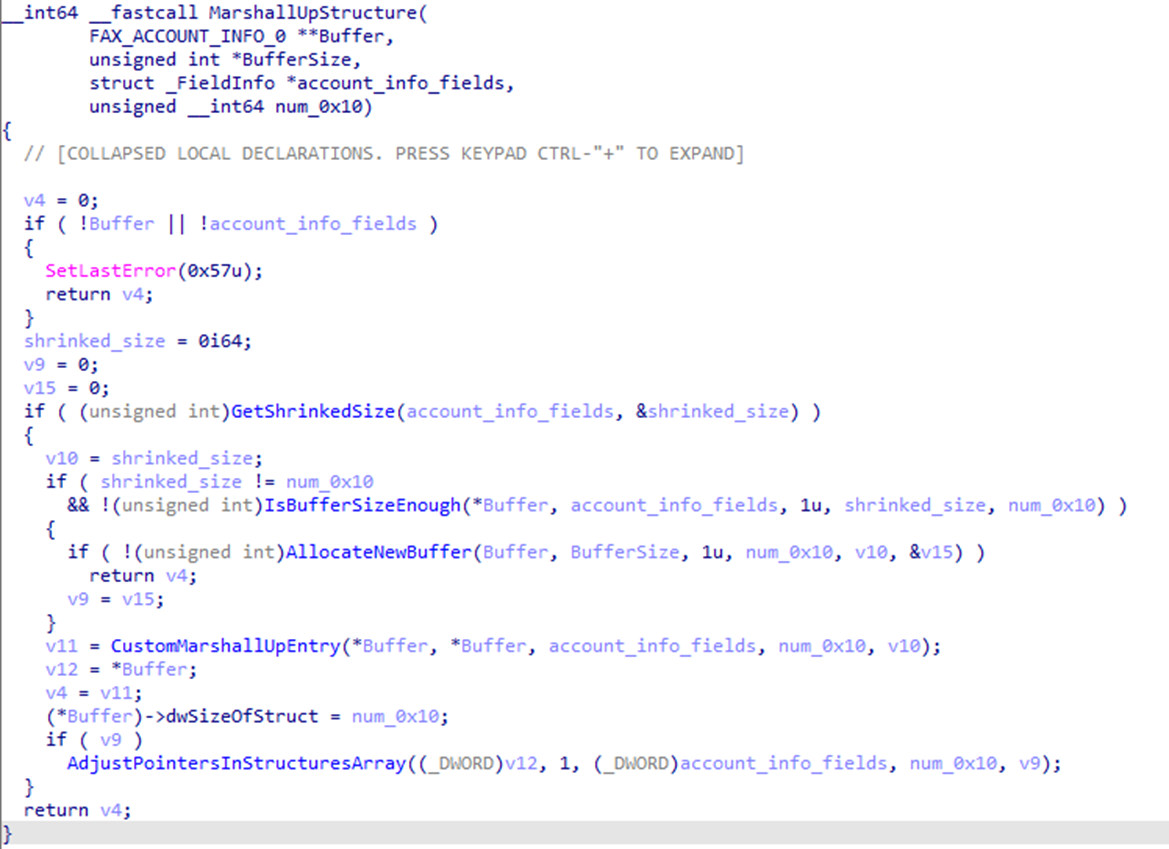 __int64 __fastcall MarshallUpStructure(
FAX_ACCOUNT_INFO_0 **Buffer,
unsigned int *BufferSize,
struct _FieldInfo *account_info_fields,
unsigned __int64 num_0x10)
{
// [COLLAPSED LOCAL DECLARATIONS. PRESS KEYPAD CTRL-"+" TO EXPAND]
v4 = 0;
if ( !Buffer || !account_info_fields )
{
SetLastError(0x57u);
return v4;
}
shrinked_size = 0i64;
v9 = 0;
v15 = 0;
if ( (unsigned int)GetShrinkedSize(account_info_fields, &shrinked_size) )
{
v10 = shrinked_size;
if ( shrinked_size != num_0x10
&& !(unsigned int)IsBufferSizeEnough(*Buffer, account_info_fields, 1u, shrinked_size, num_0x10) )
{
if ( !(unsigned int)AllocateNewBuffer(Buffer, BufferSize, 1u, num_0x10, v10, &v15) )
return v4;
v9 = v15;
}
v11 = CustomMarshallUpEntry(*Buffer, *Buffer, account_info_fields, num_0x10, v10);
v12 = *Buffer;
v4 = v11;
(*Buffer)->dwSizeOfStruct = num_0x10;
if ( v9 )
AdjustPointersInStructuresArray((_DWORD)v12, 1, (_DWORD)account_info_fields, num_0x10, v9);
}
return v4;
}